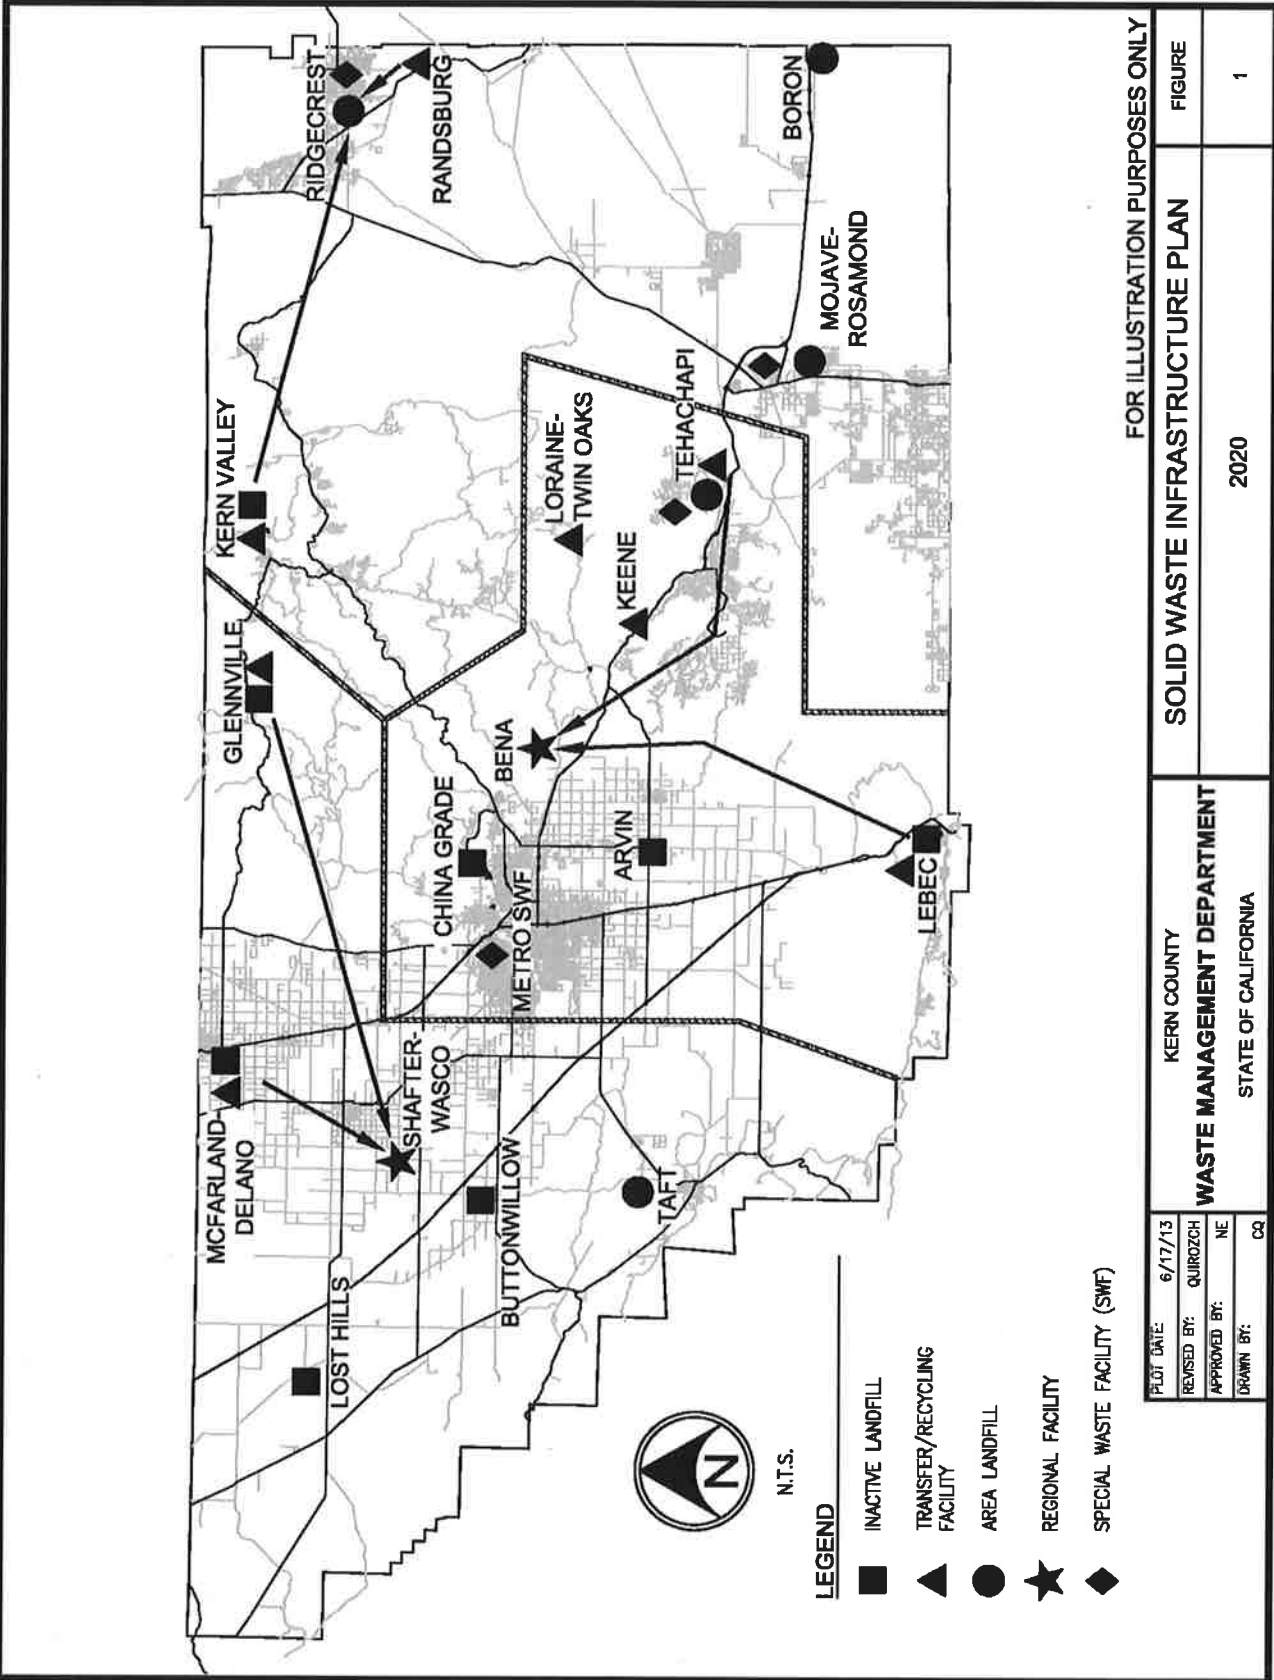 RIDGECREST
RANDSBURG
BORON
MOJAVE-
ROSAMOND
KERN VALLEY
LORAINE-
TWIN OAKS
TEHACHAPI
KEENE
GLENNVILLE
BENA
CHINA GRADE
METRO SWF
ARVIN
LEBEC
MCFARLAND-
DELANO
SHAFTER-
WASCO
BUTTONWILLOW
TAFT
LOST HILLS
N
N.T.S.
LEGEND
INACTIVE LANDFILL
TRANSFER/RECYCLING
FACILITY
AREA LANDFILL
REGIONAL FACILITY
SPECIAL WASTE FACILITY (SWF)
FOR ILLUSTRATION PURPOSES ONLY
PLOT DATE: 6/17/13
REVISED BY: QUIROZCH
APPROVED BY: NE
DRAWN BY: CQ
KERN COUNTY
WASTE MANAGEMENT DEPARTMENT
STATE OF CALIFORNIA
SOLID WASTE INFRASTRUCTURE PLAN
2020
FIGURE
1